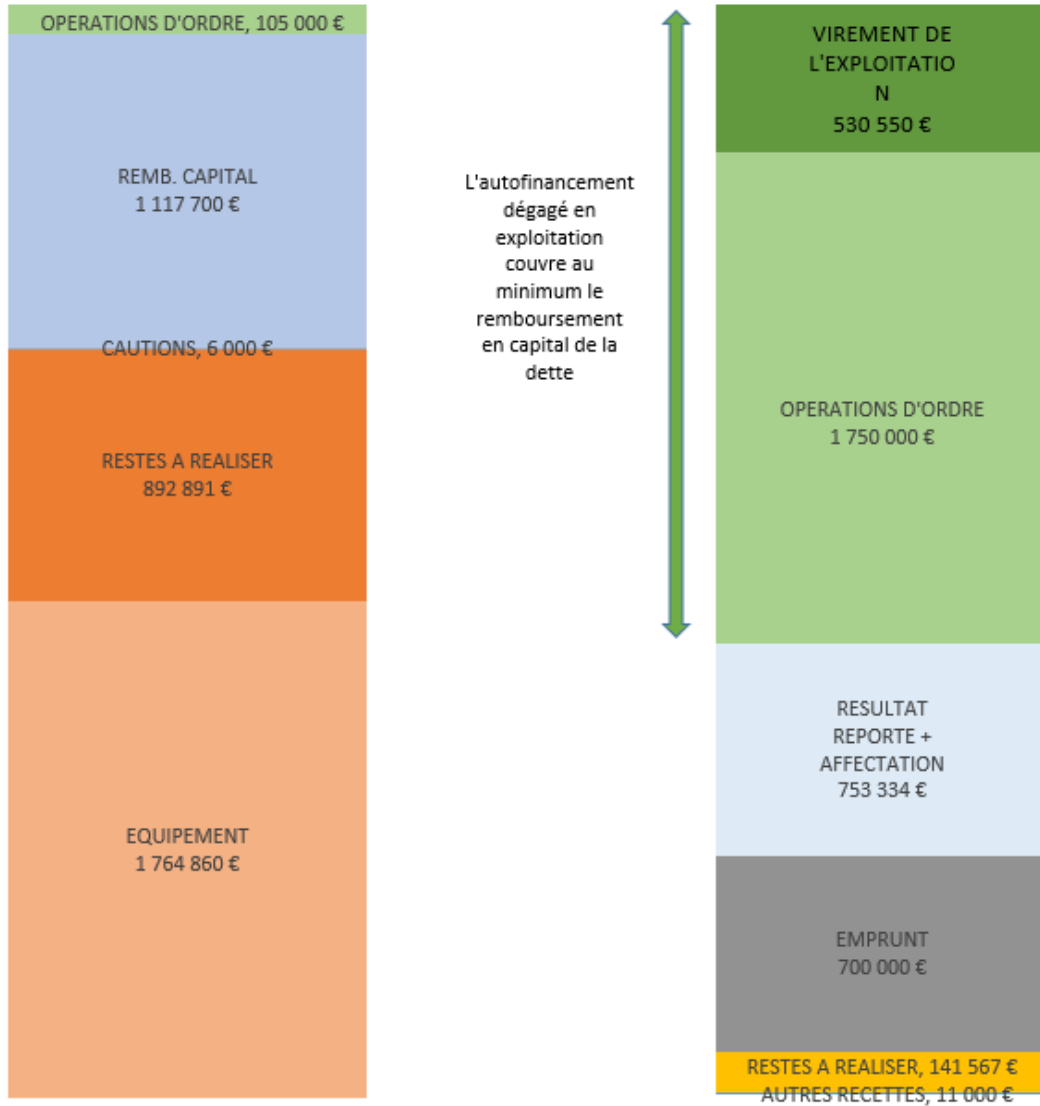 OPERATIONS D'ORDRE, 105 000 €
REMB. CAPITAL
1 117 700 €
CAUTIONS, 6 000 €
RESTES A REALISER
892 891 €
EQUIPEMENT
1 764 860 €
L'autofinancement
dégagé en
exploitation
couvre au
minimum le
remboursement
en capital de la
dette
VIREMENT DE
L'EXPLOITATIO
N
530 550 €
OPERATIONS D'ORDRE
1 750 000 €
RESULTAT
REPORTE +
AFFECTATION
753 334 €
EMPRUNT
700 000 €
RESTES A REALISER, 141 567 €
AUTRES RECETTES, 11 000 €